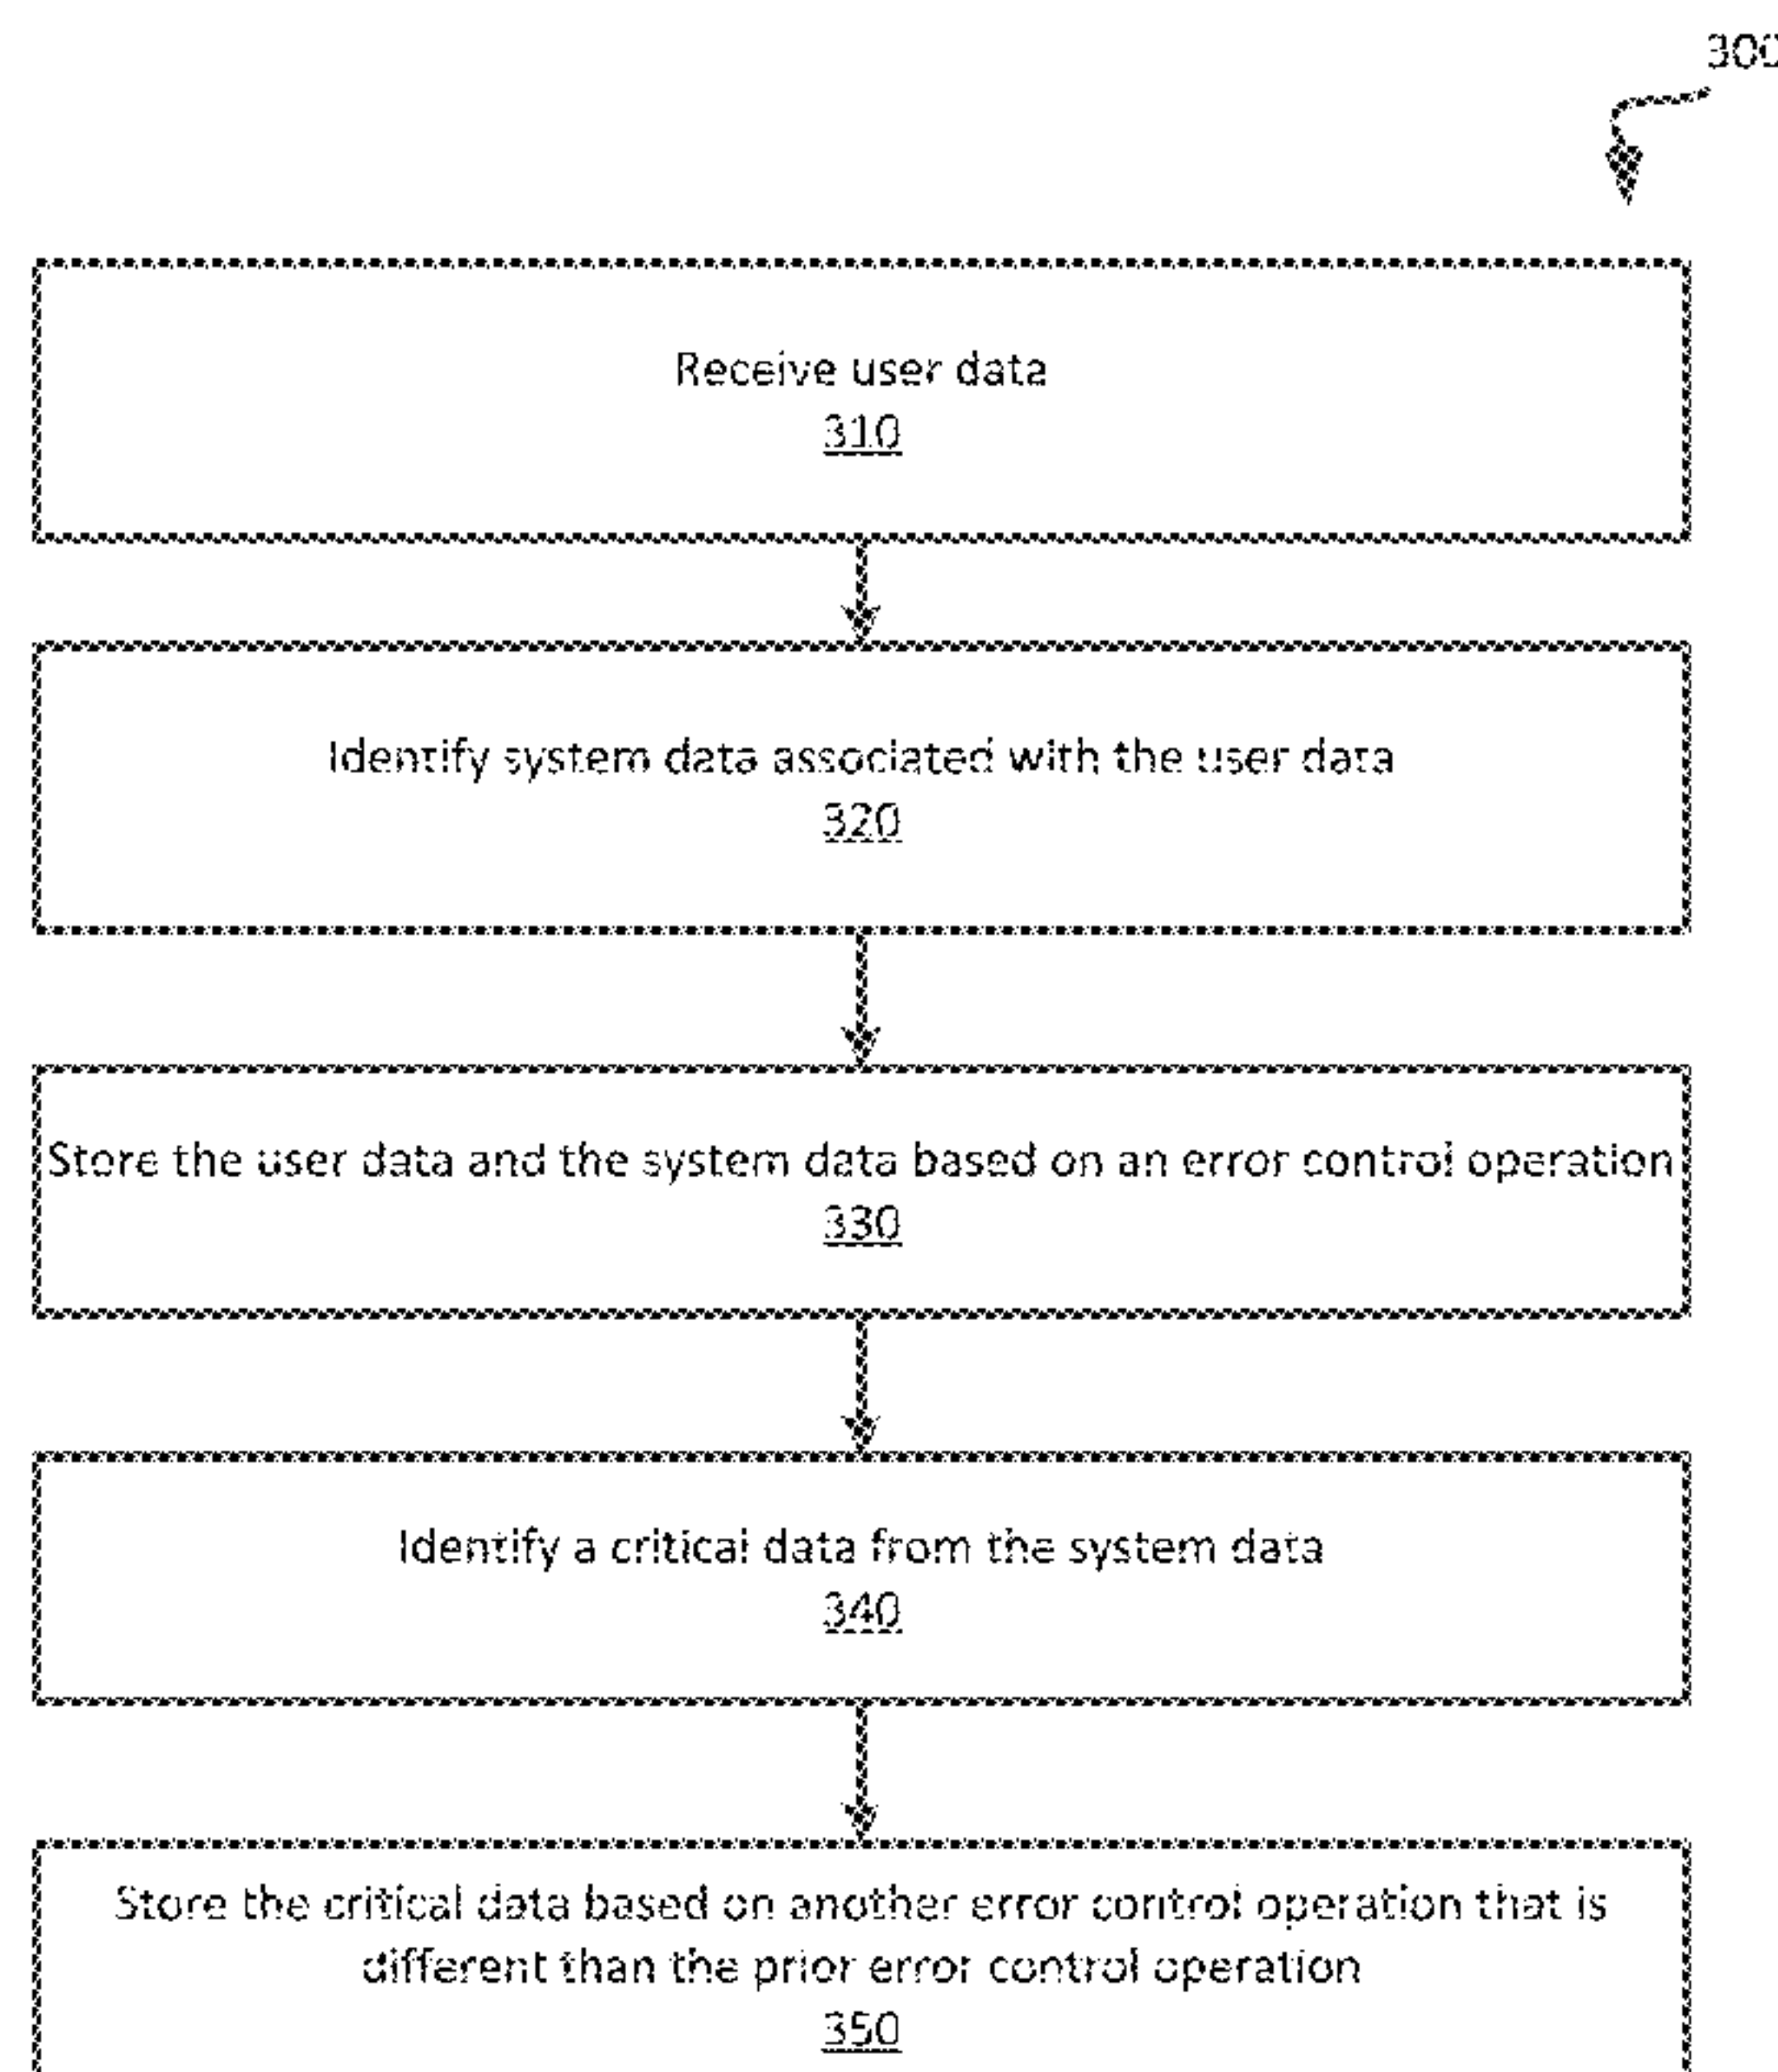 300
Receive user data
310
Identify system data associated with the user data
320
Store the user data and the system data based on an error control operation
330
Identify a critical data from the system data
340
Store the critical data based on another error control operation that is
different than the prior error control operation
350